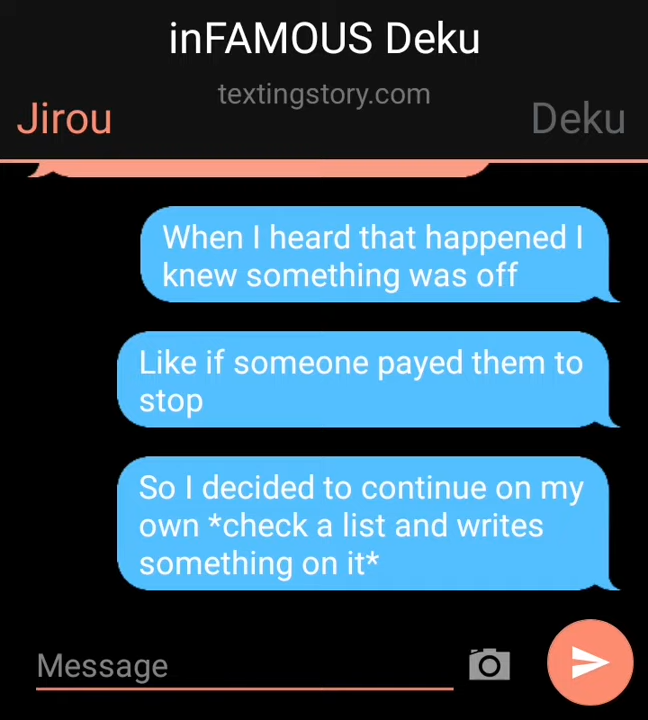 inFAMOUS Deku
textingstory.com
Jirou
Deku
When I heard that happened I
knew something was off
Like if someone payed them to
stop
So I decided to continue on my
own *check a list and writes
something on it*
Message